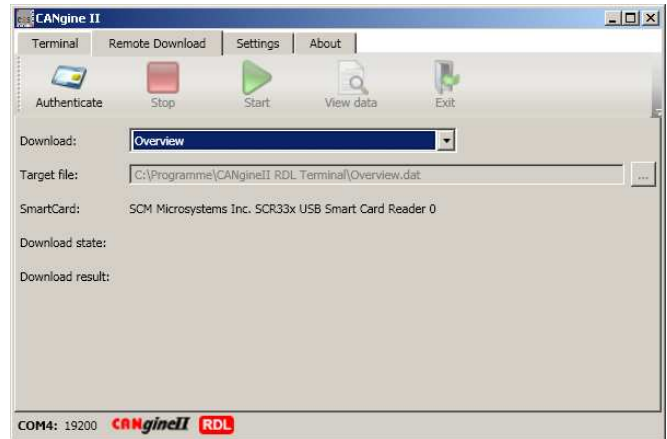 CANgine II
Terminal Remote Download Settings About
Authenticate Stop Start View data Exit
Download: Overview
Target file: C:\Programme\CANgineII RDL Terminal\Overview.dat ...
SmartCard: SCM Microsystems Inc. SCR33x USB Smart Card Reader 0
Download state:
Download result:
COM4: 19200 CANgineII RDL